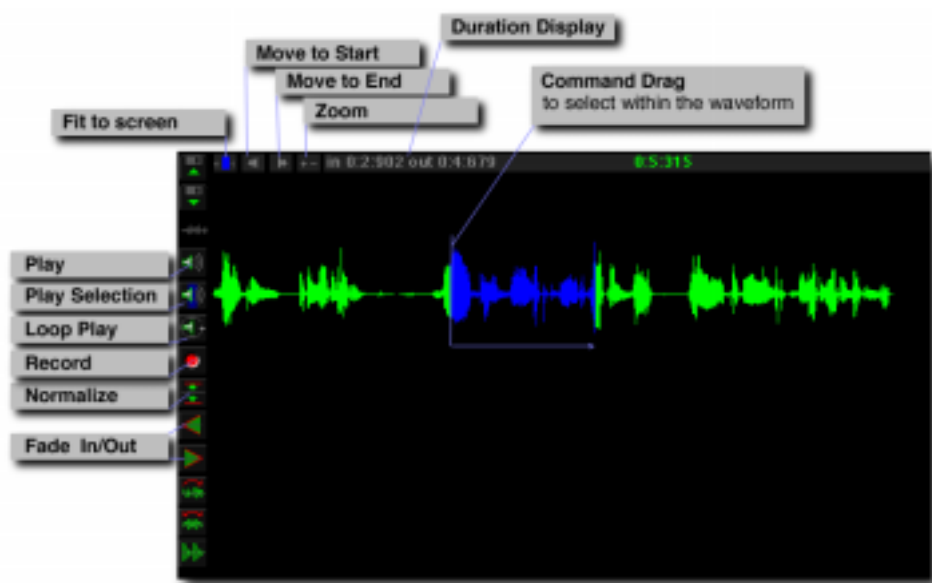 Duration Display
Move to Start
Command Drag
to select within the waveform
Move to End
Zoom
Fit to screen
in 0:2:902 out 0:4:679
0:5:315
Play
Play Selection
Loop Play
Record
Normalize
Fade In/Out